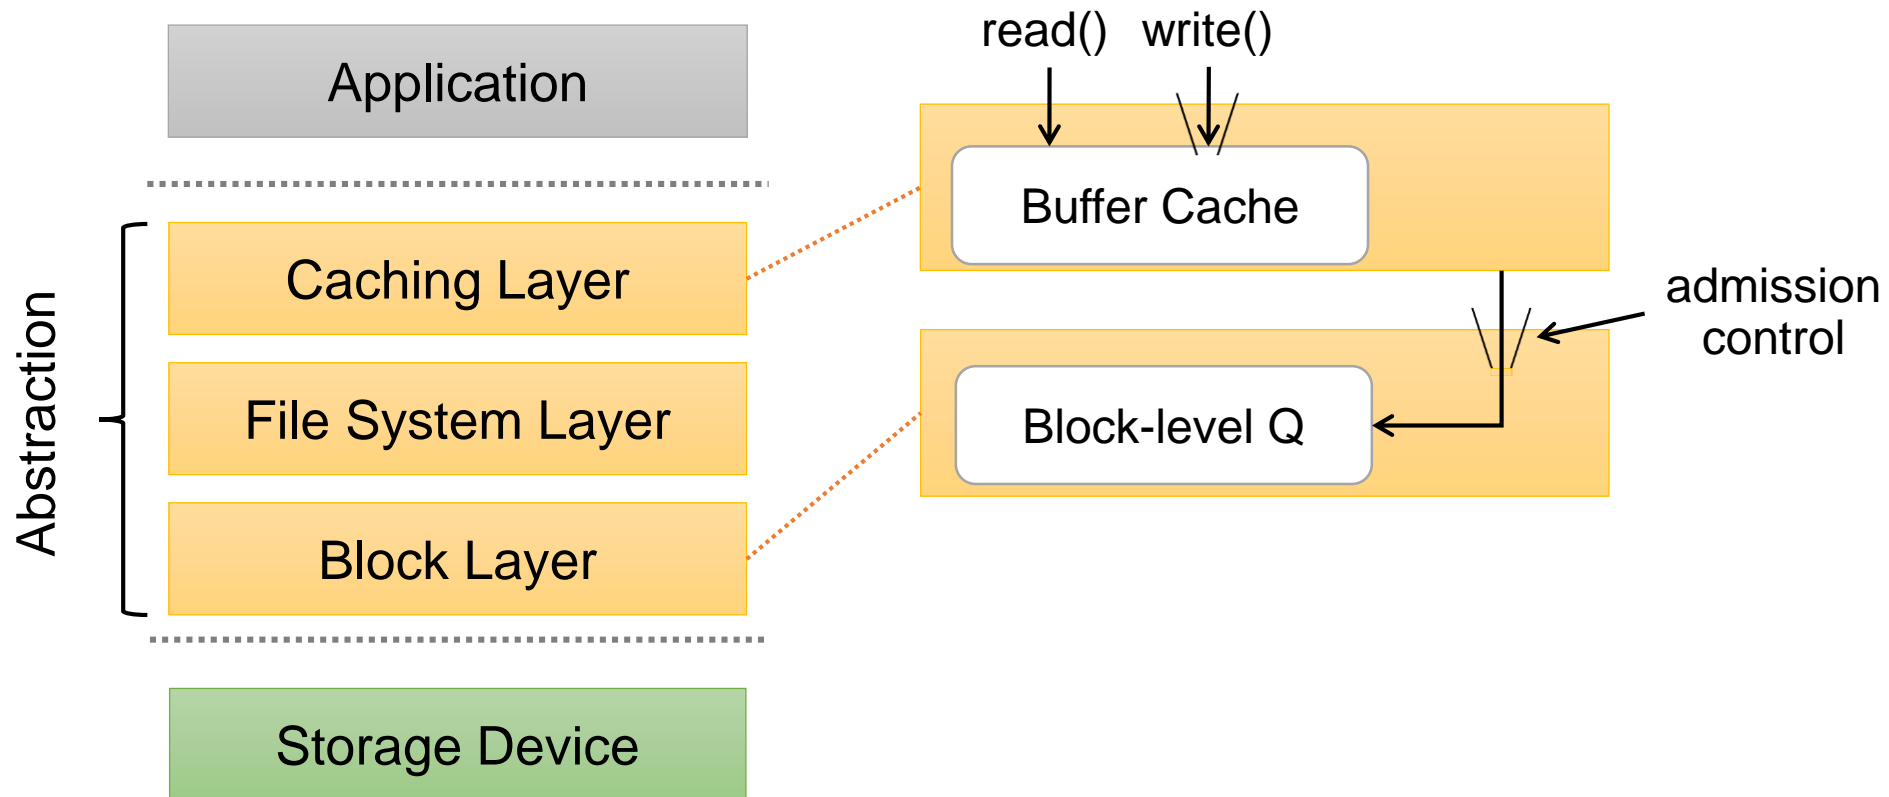 Application
Abstraction
Caching Layer
File System Layer
Block Layer
Storage Device
read()
write()
Buffer Cache
admission
control
Block-level Q